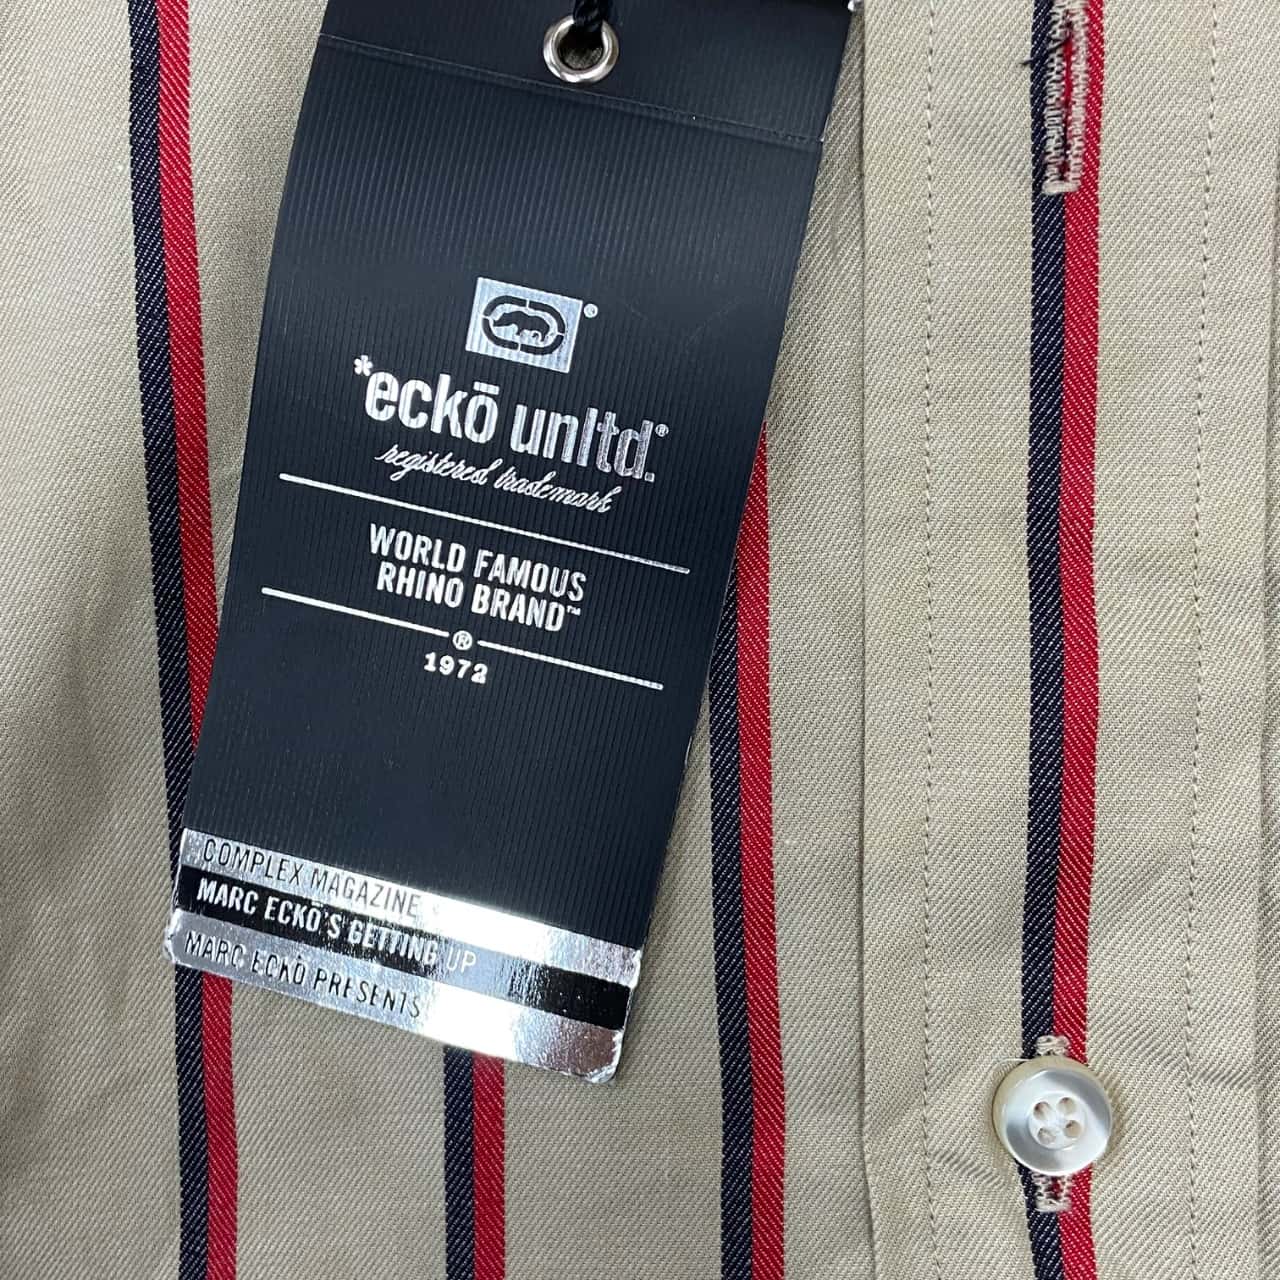 ®
*eckō unltd.®
registered trademark
WORLD FAMOUS
RHINO BRAND™
®
1972
COMPLEX MAGAZINE
MARC ECKŌ'S GETTING UP
MARC ECKŌ PRESENTS